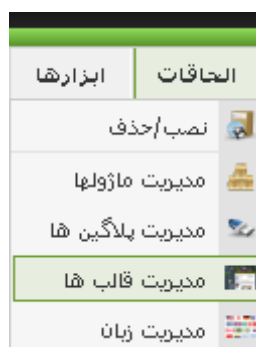 الحاقات ابزارها
نصب/حذف
مدیریت ماژولها
مدیریت پلاگین ها
مدیریت قالب ها
مدیریت زبان